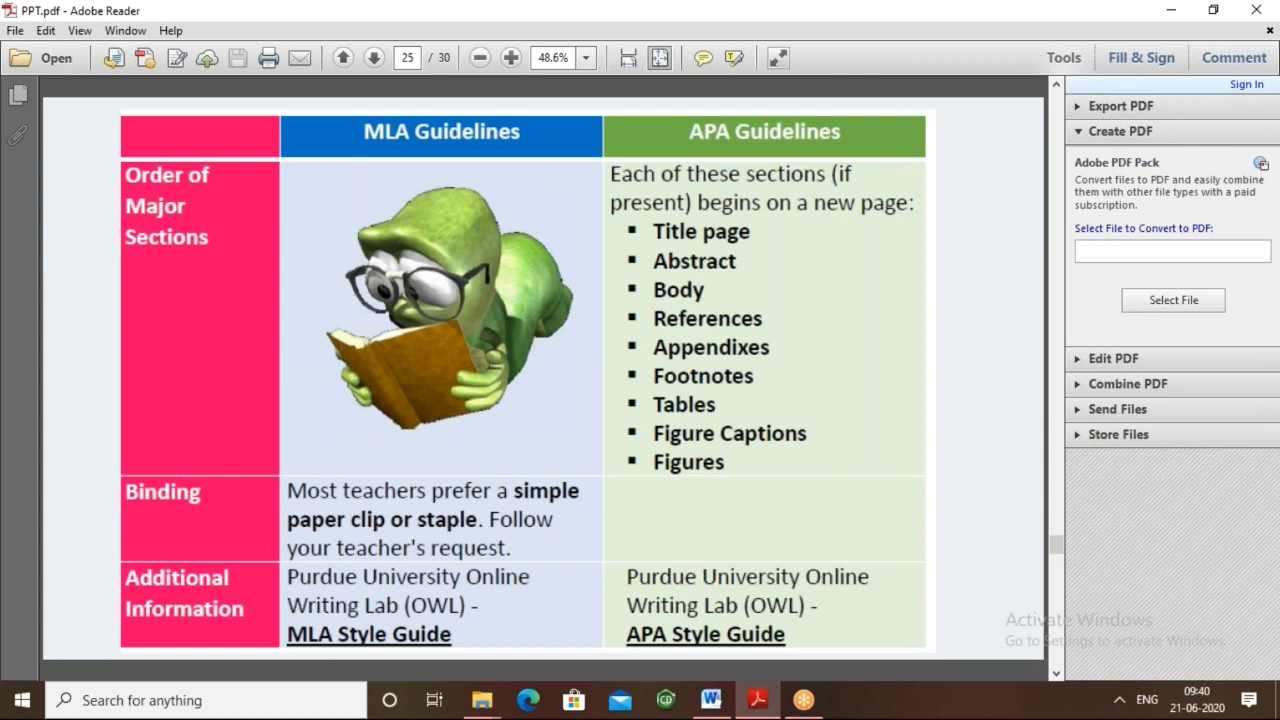 PPT.pdf - Adobe Reader
File Edit View Window Help
Open 25 / 30 48.6% Tools Fill & Sign Comment
Sign In
Export PDF
Create PDF
Adobe PDF Pack
Convert files to PDF and easily combine
them with other file types with a paid
subscription.
Select File to Convert to PDF:
Select File
Edit PDF
Combine PDF
Send Files
Store Files
MLA Guidelines
APA Guidelines
Order of
Major
Sections
Each of these sections (if
present) begins on a new page:
▪ Title page
▪ Abstract
▪ Body
▪ References
▪ Appendixes
▪ Footnotes
▪ Tables
▪ Figure Captions
▪ Figures
Binding
Most teachers prefer a simple
paper clip or staple. Follow
your teacher's request.
Additional
Information
Purdue University Online
Writing Lab (OWL) -
MLA Style Guide
Purdue University Online
Writing Lab (OWL) -
APA Style Guide
Activate Windows
Go to Settings to activate Windows.
Search for anything
ENG
09:40
21-06-2020